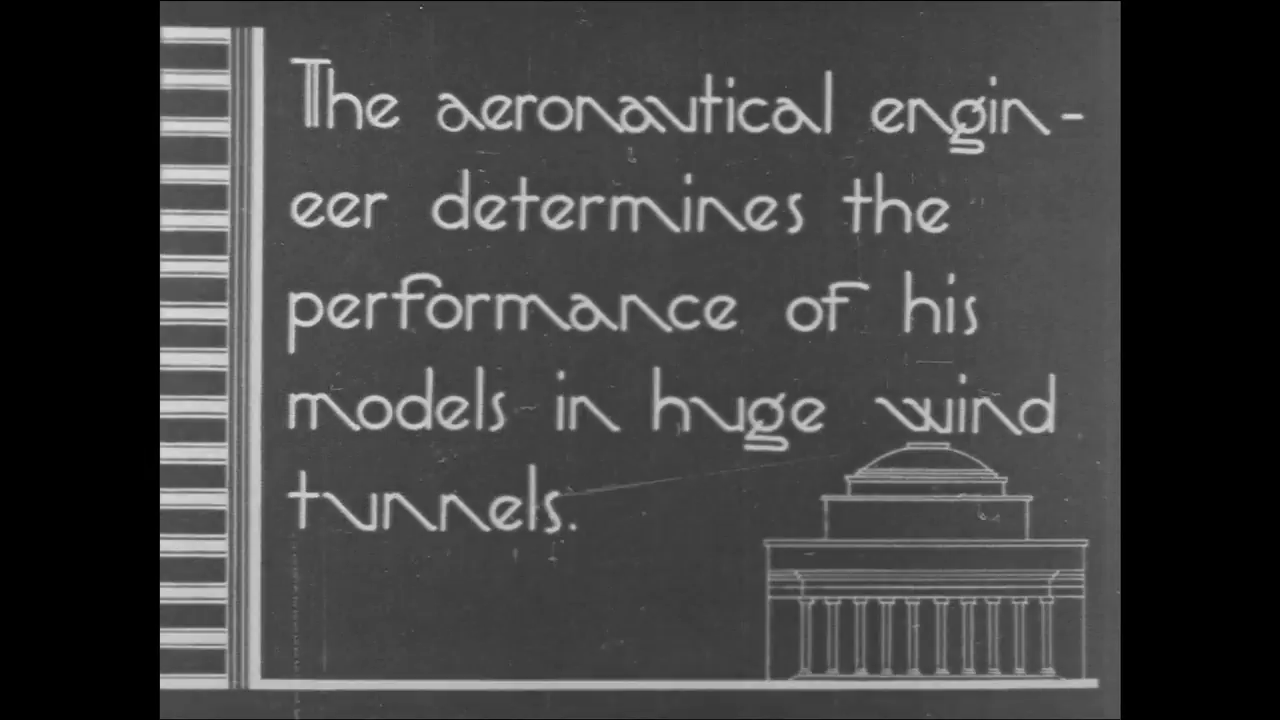 The aeronautical engin-
eer determines the
performance of his
models in huge wind
tunnels.